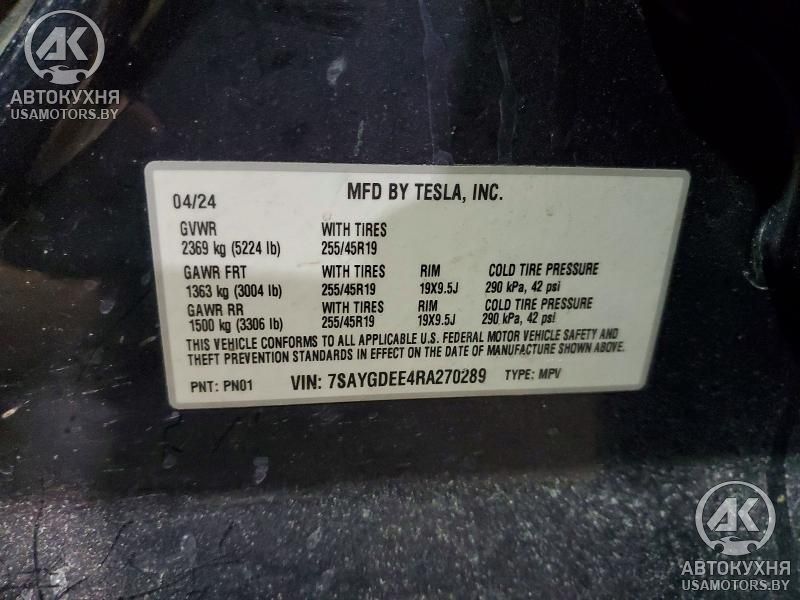 АК
АВТОКУХНЯ
USAMOTORS.BY
04/24 MFD BY TESLA, INC.
GVWR WITH TIRES
2369 kg (5224 lb) 255/45R19
GAWR FRT WITH TIRES RIM COLD TIRE PRESSURE
1363 kg (3004 lb) 255/45R19 19X9.5J 290 kPa, 42 psi
GAWR RR WITH TIRES RIM COLD TIRE PRESSURE
1500 kg (3306 lb) 255/45R19 19X9.5J 290 kPa, 42 psi
THIS VEHICLE CONFORMS TO ALL APPLICABLE U.S. FEDERAL MOTOR VEHICLE SAFETY AND
THEFT PREVENTION STANDARDS IN EFFECT ON THE DATE OF MANUFACTURE SHOWN ABOVE.
PNT: PN01 VIN: 7SAYGDEE4RA270289 TYPE: MPV
АК
АВТОКУХНЯ
USAMOTORS.BY